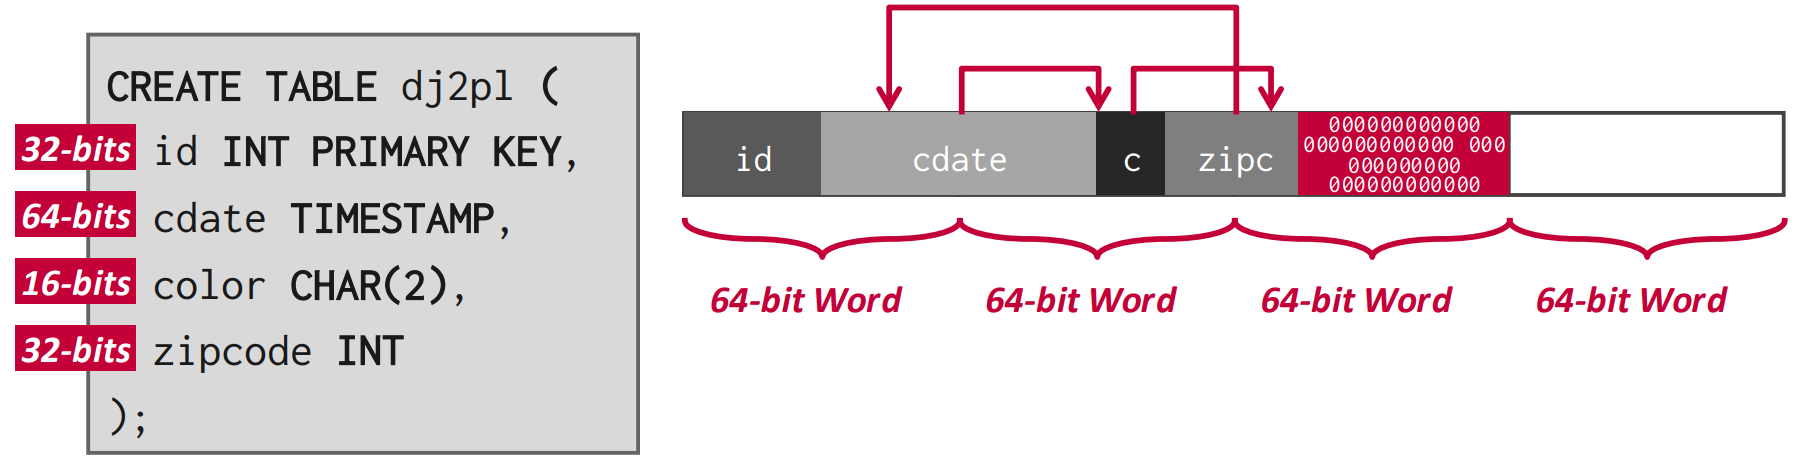 CREATE TABLE dj2pl (
32-bits id INT PRIMARY KEY,
64-bits cdate TIMESTAMP,
16-bits color CHAR(2),
32-bits zipcode INT
);
id cdate c zipc
000000000000
000000000000 000
000000000
000000000000
64-bit Word 64-bit Word 64-bit Word 64-bit Word